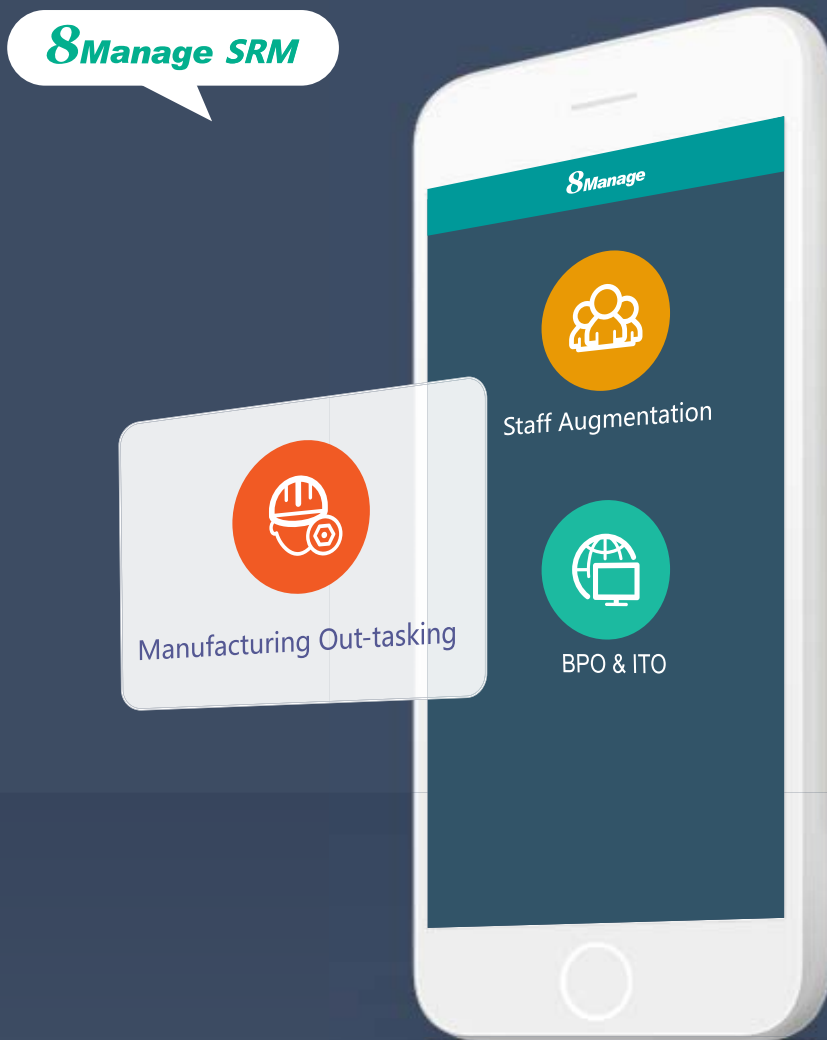 8Manage SRM
8Manage
Staff Augmentation
Manufacturing Out-tasking
BPO & ITO